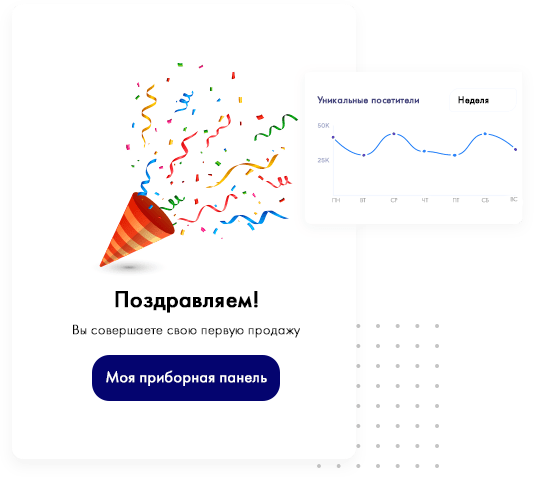 Уникальные посетители
Неделя
50K
25K
ПН ВТ СР ЧТ ПТ СБ ВС
Поздравляем!
Вы совершаете свою первую продажу
Моя приборная панель